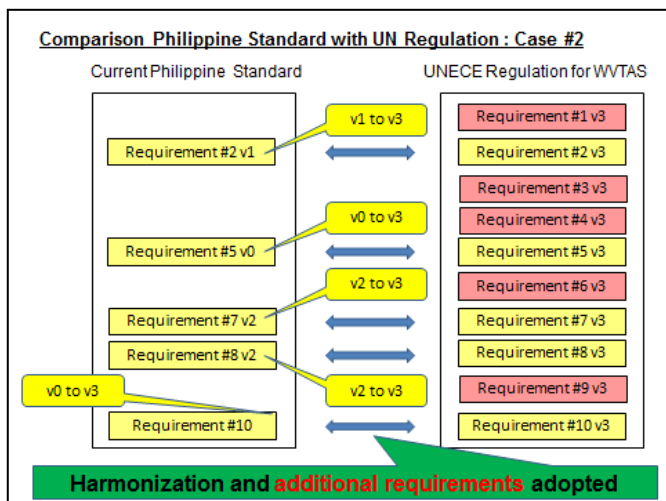 Comparison Philippine Standard with UN Regulation : Case #2
Current Philippine Standard
UNECE Regulation for WVTAS
v1 to v3
Requirement #1 v3
Requirement #2 v1
Requirement #2 v3
Requirement #3 v3
v0 to v3
Requirement #4 v3
Requirement #5 v0
Requirement #5 v3
v2 to v3
Requirement #6 v3
Requirement #7 v2
Requirement #7 v3
Requirement #8 v2
Requirement #8 v3
v0 to v3
v2 to v3
Requirement #9 v3
Requirement #10
Requirement #10 v3
Harmonization and additional requirements adopted